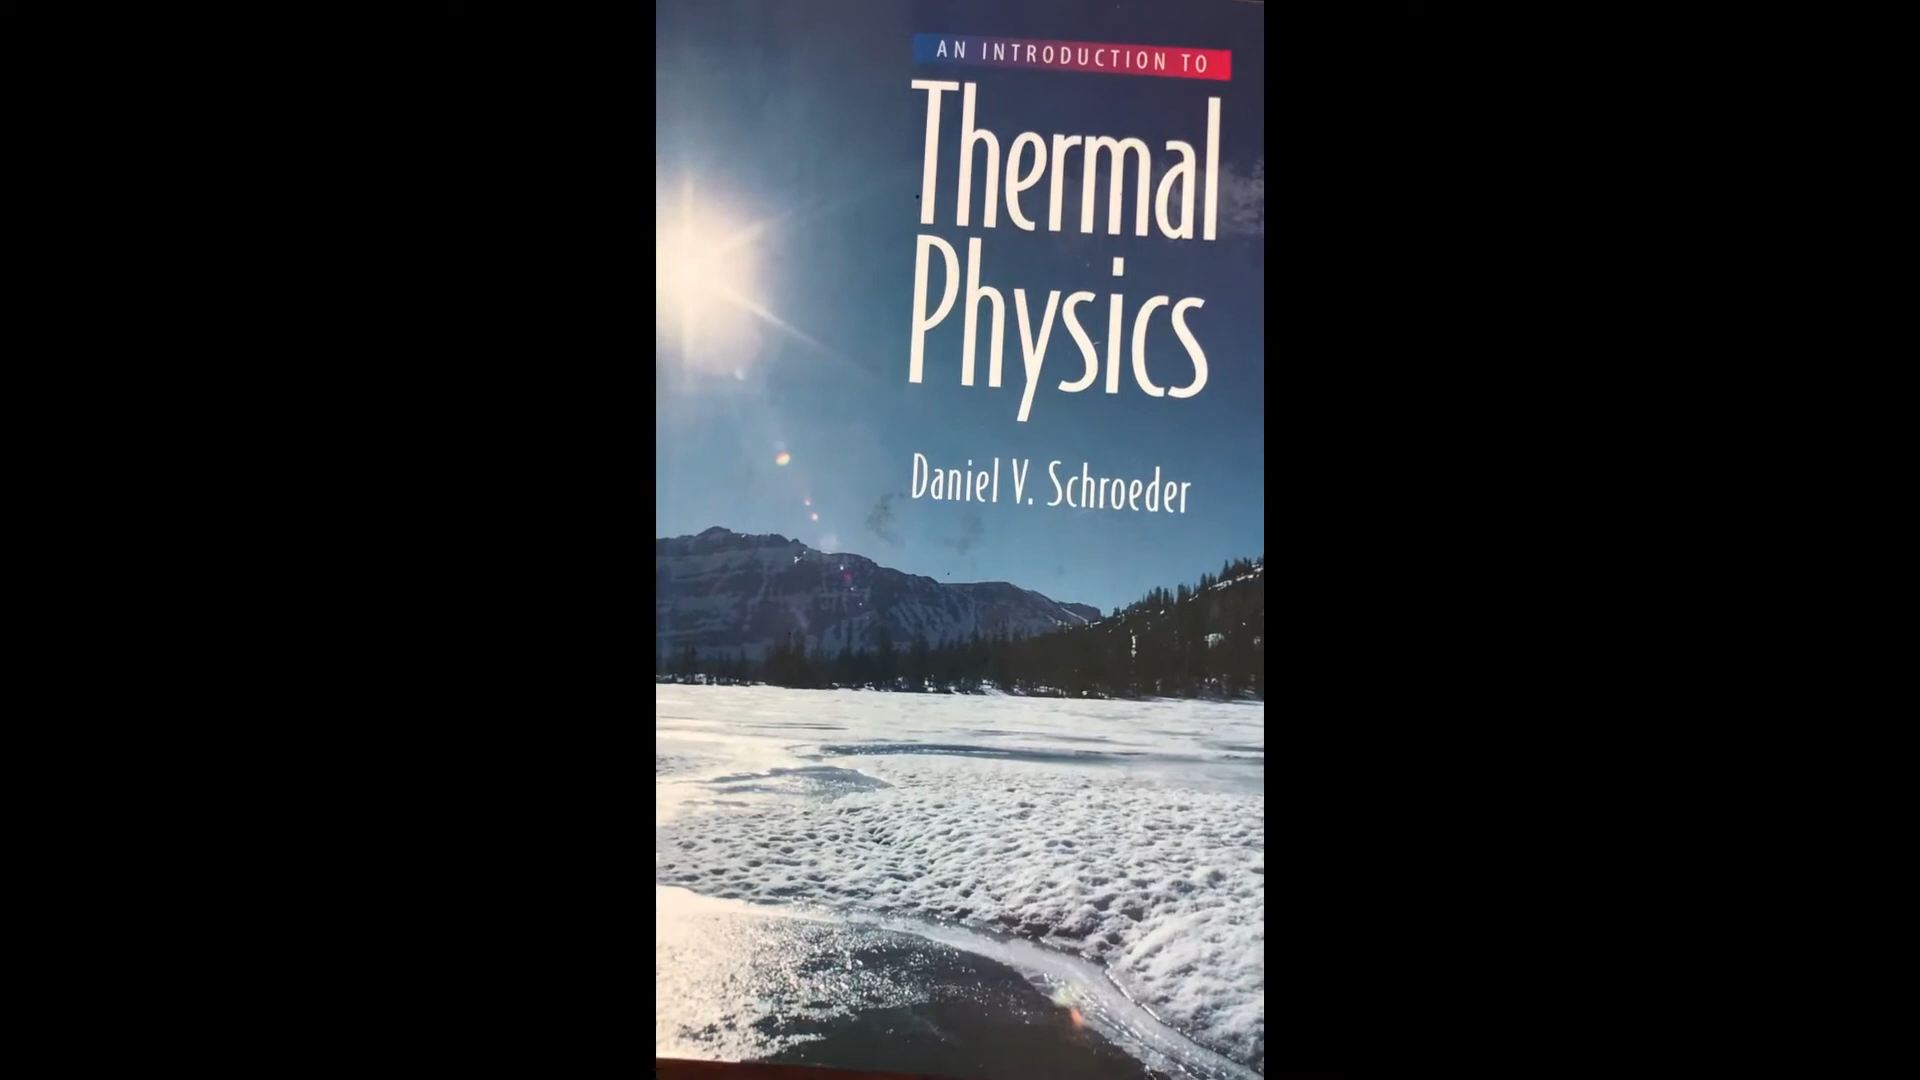 AN INTRODUCTION TO
Thermal
Physics
Daniel V. Schroeder